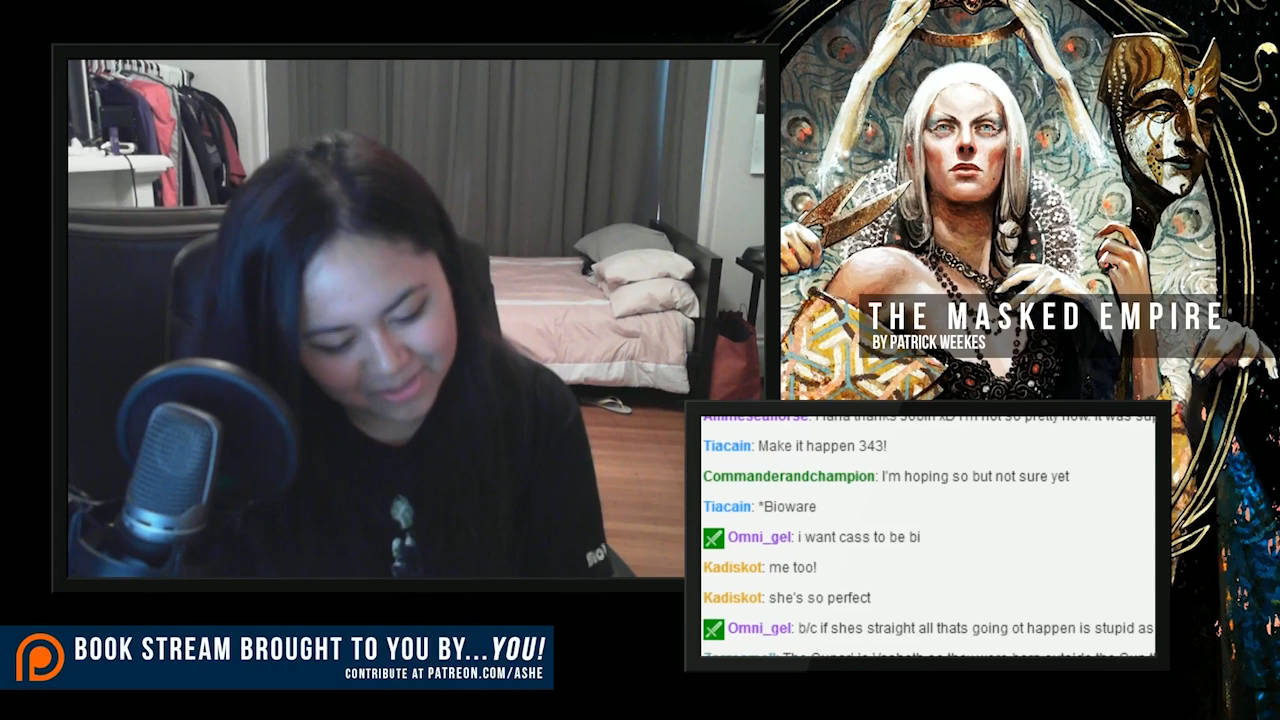 THE MASKED EMPIRE
BY PATRICK WEEKES
Tiacain: Make it happen 343!
Commanderandchampion: I'm hoping so but not sure yet
Tiacain: *Bioware
Omni_gel: i want cass to be bi
Kadiskot: me too!
Kadiskot: she's so perfect
Omni_gel: b/c if shes straight all thats going ot happen is stupid as
BOOK STREAM BROUGHT TO YOU BY...YOU!
CONTRIBUTE AT PATREON.COM/ASHE